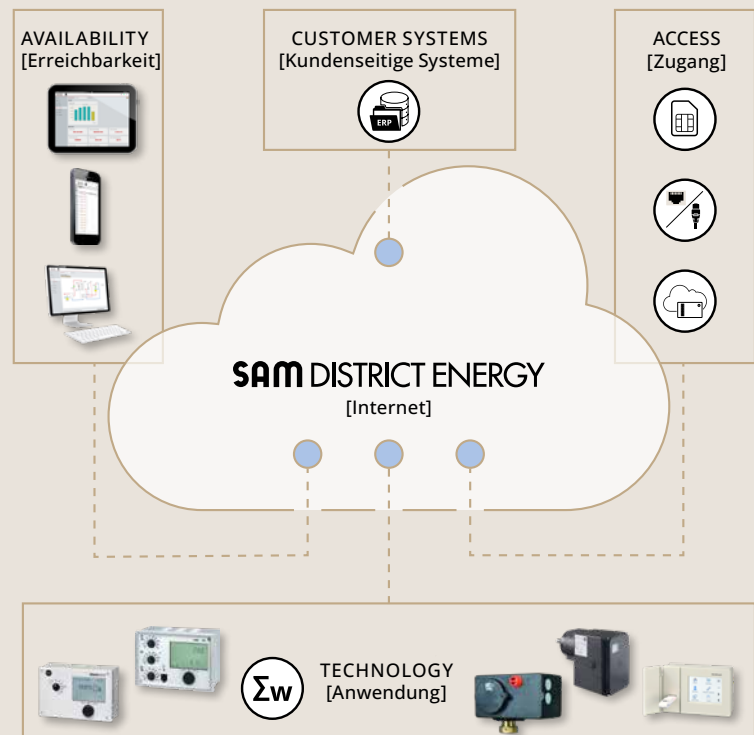 AVAILABILITY
[Erreichbarkeit]
CUSTOMER SYSTEMS
[Kundenseitige Systeme]
ERP
ACCESS
[Zugang]
SAM DISTRICT ENERGY
[Internet]
Σw
TECHNOLOGY
[Anwendung]